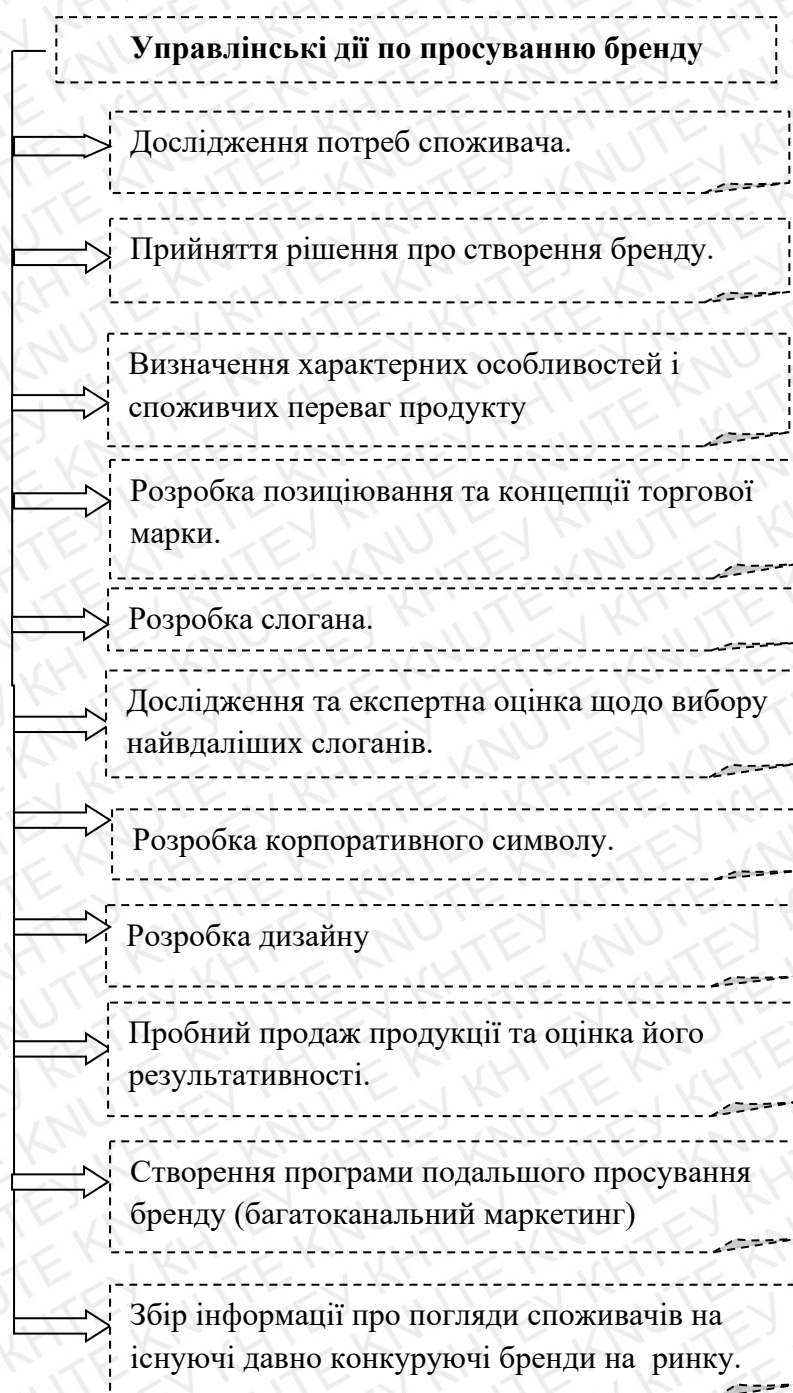 Управлінські дії по просуванню бренду
Дослідження потреб споживача.
Прийняття рішення про створення бренду.
Визначення характерних особливостей і
споживчих переваг продукту
Розробка позиціювання та концепції торгової
марки.
Розробка слогана.
Дослідження та експертна оцінка щодо вибору
найвдаліших слоганів.
Розробка корпоративного символу.
Розробка дизайну
Пробний продаж продукції та оцінка його
результативності.
Створення програми подальшого просування
бренду (багатоканальний маркетинг)
Збір інформації про погляди споживачів на
існуючі давно конкуруючі бренди на ринку.